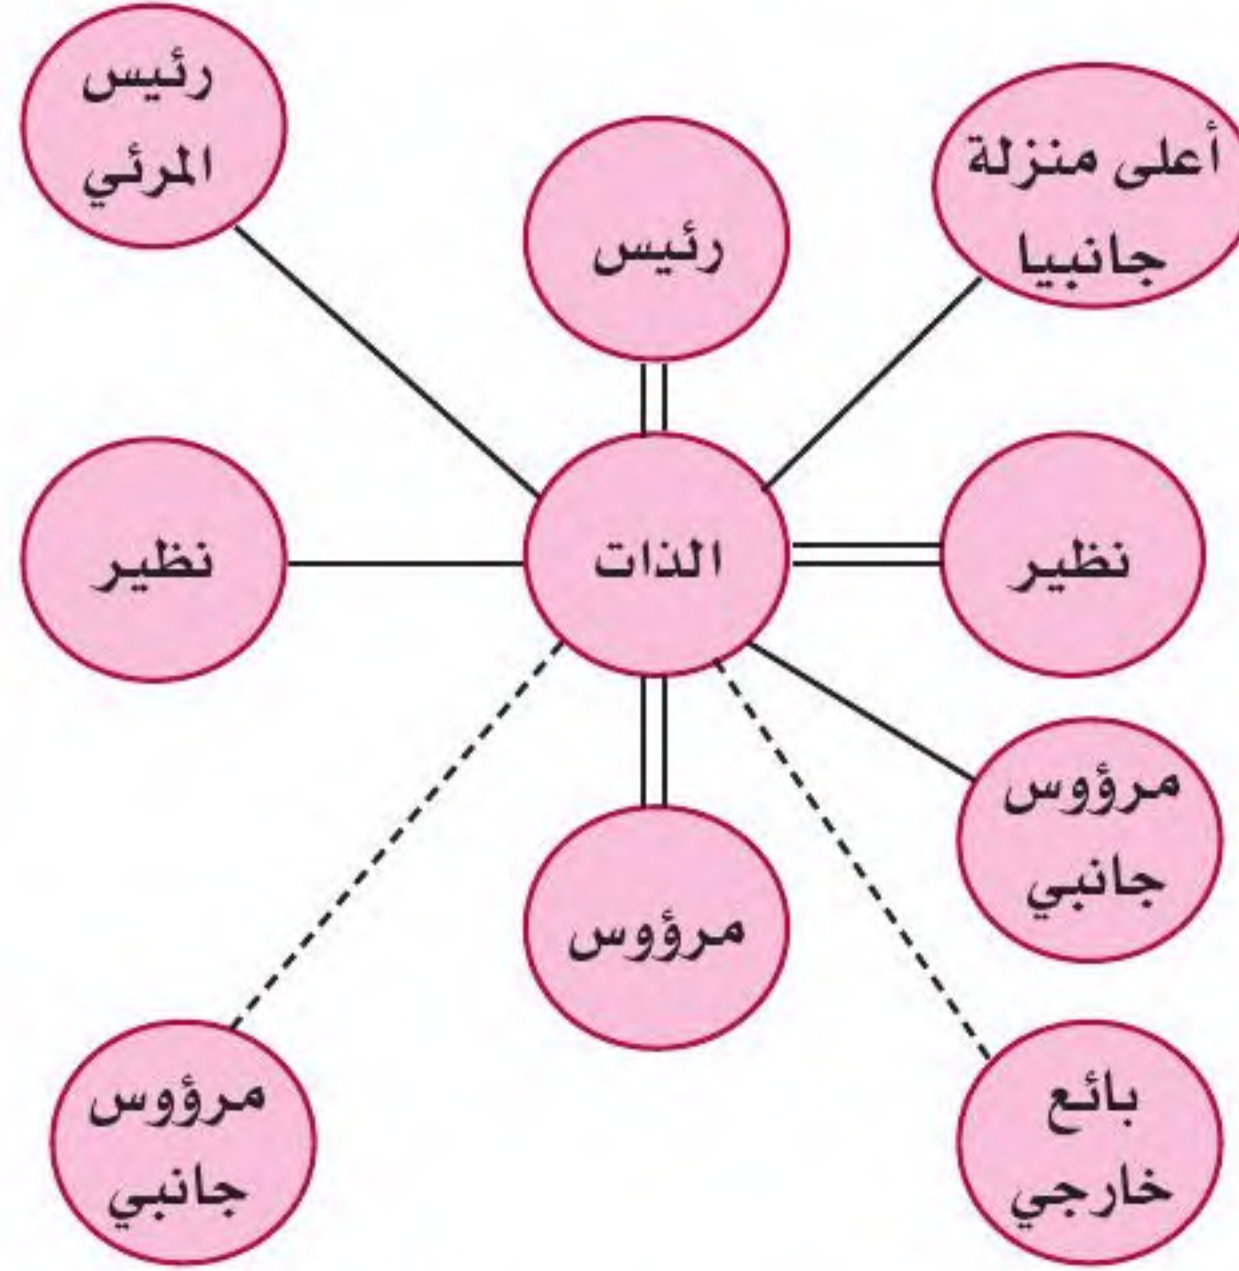 أعلى منزلة
جانبيا
رئيس
رئيس
المرئي
نظير
الذات
نظير
مرؤوس
جانبي
مرؤوس
بائع
خارجي
مرؤوس
جانبي